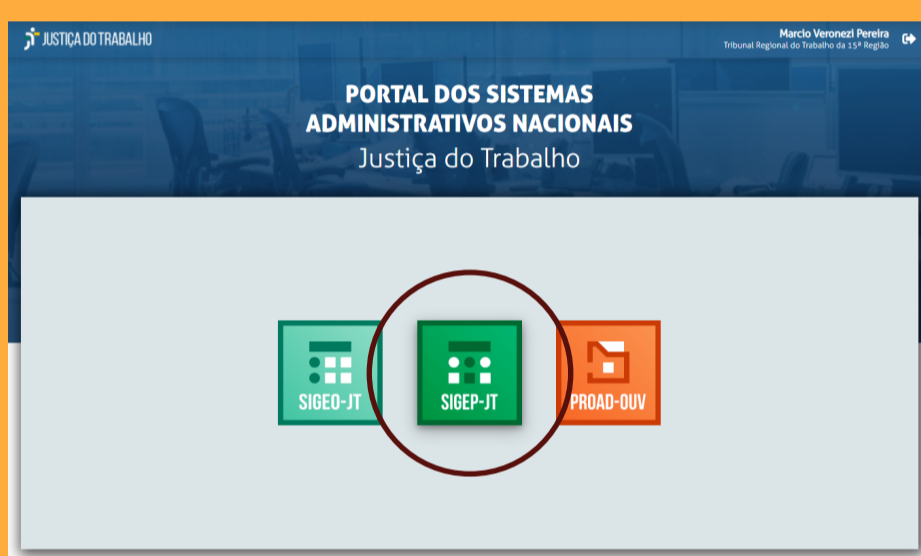 JUSTIÇA DO TRABALHO
Marcio Veronezi Pereira
Tribunal Regional do Trabalho da 15ª Região
PORTAL DOS SISTEMAS
ADMINISTRATIVOS NACIONAIS
Justiça do Trabalho
SIGEO-JT
SIGEP-JT
PROAD-OUV